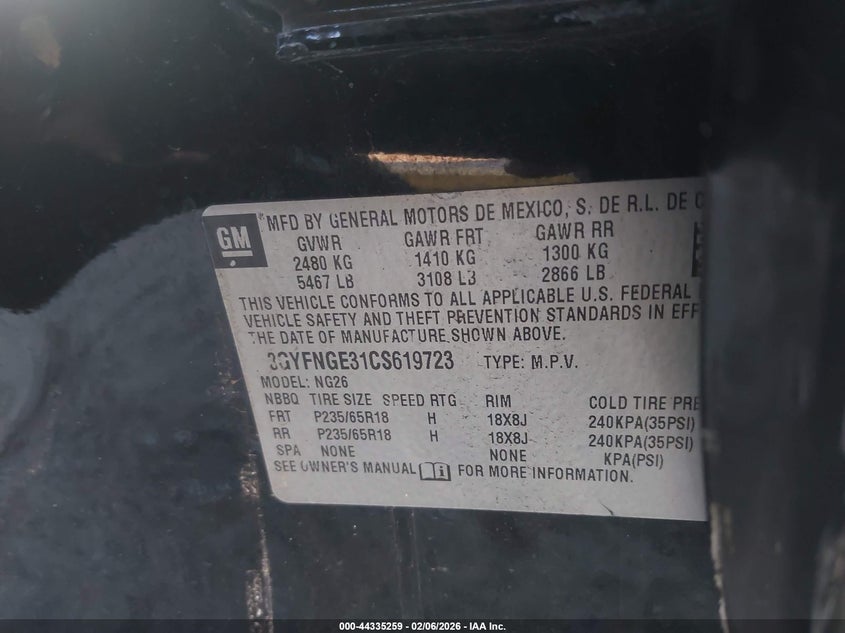 GM
MFD BY GENERAL MOTORS DE MEXICO, S. DE R.L. DE C
GVWR GAWR FRT GAWR RR
2480 KG 1410 KG 1300 KG
5467 LB 3108 LB 2866 LB
THIS VEHICLE CONFORMS TO ALL APPLICABLE U.S. FEDERAL
VEHICLE SAFETY AND THEFT PREVENTION STANDARDS IN EFF
THE DATE OF MANUFACTURE SHOWN ABOVE.
3GYFNGE31CS619723 TYPE: M.P.V.
MODEL: NG26
NBBQ TIRE SIZE SPEED RTG RIM COLD TIRE PRE
FRT P235/65R18 H 18X8J 240KPA(35PSI)
RR P235/65R18 H 18X8J 240KPA(35PSI)
SPA NONE NONE KPA(PSI)
SEE OWNER'S MANUAL i FOR MORE INFORMATION.
000-44335259 - 02/06/2026 - IAA Inc.